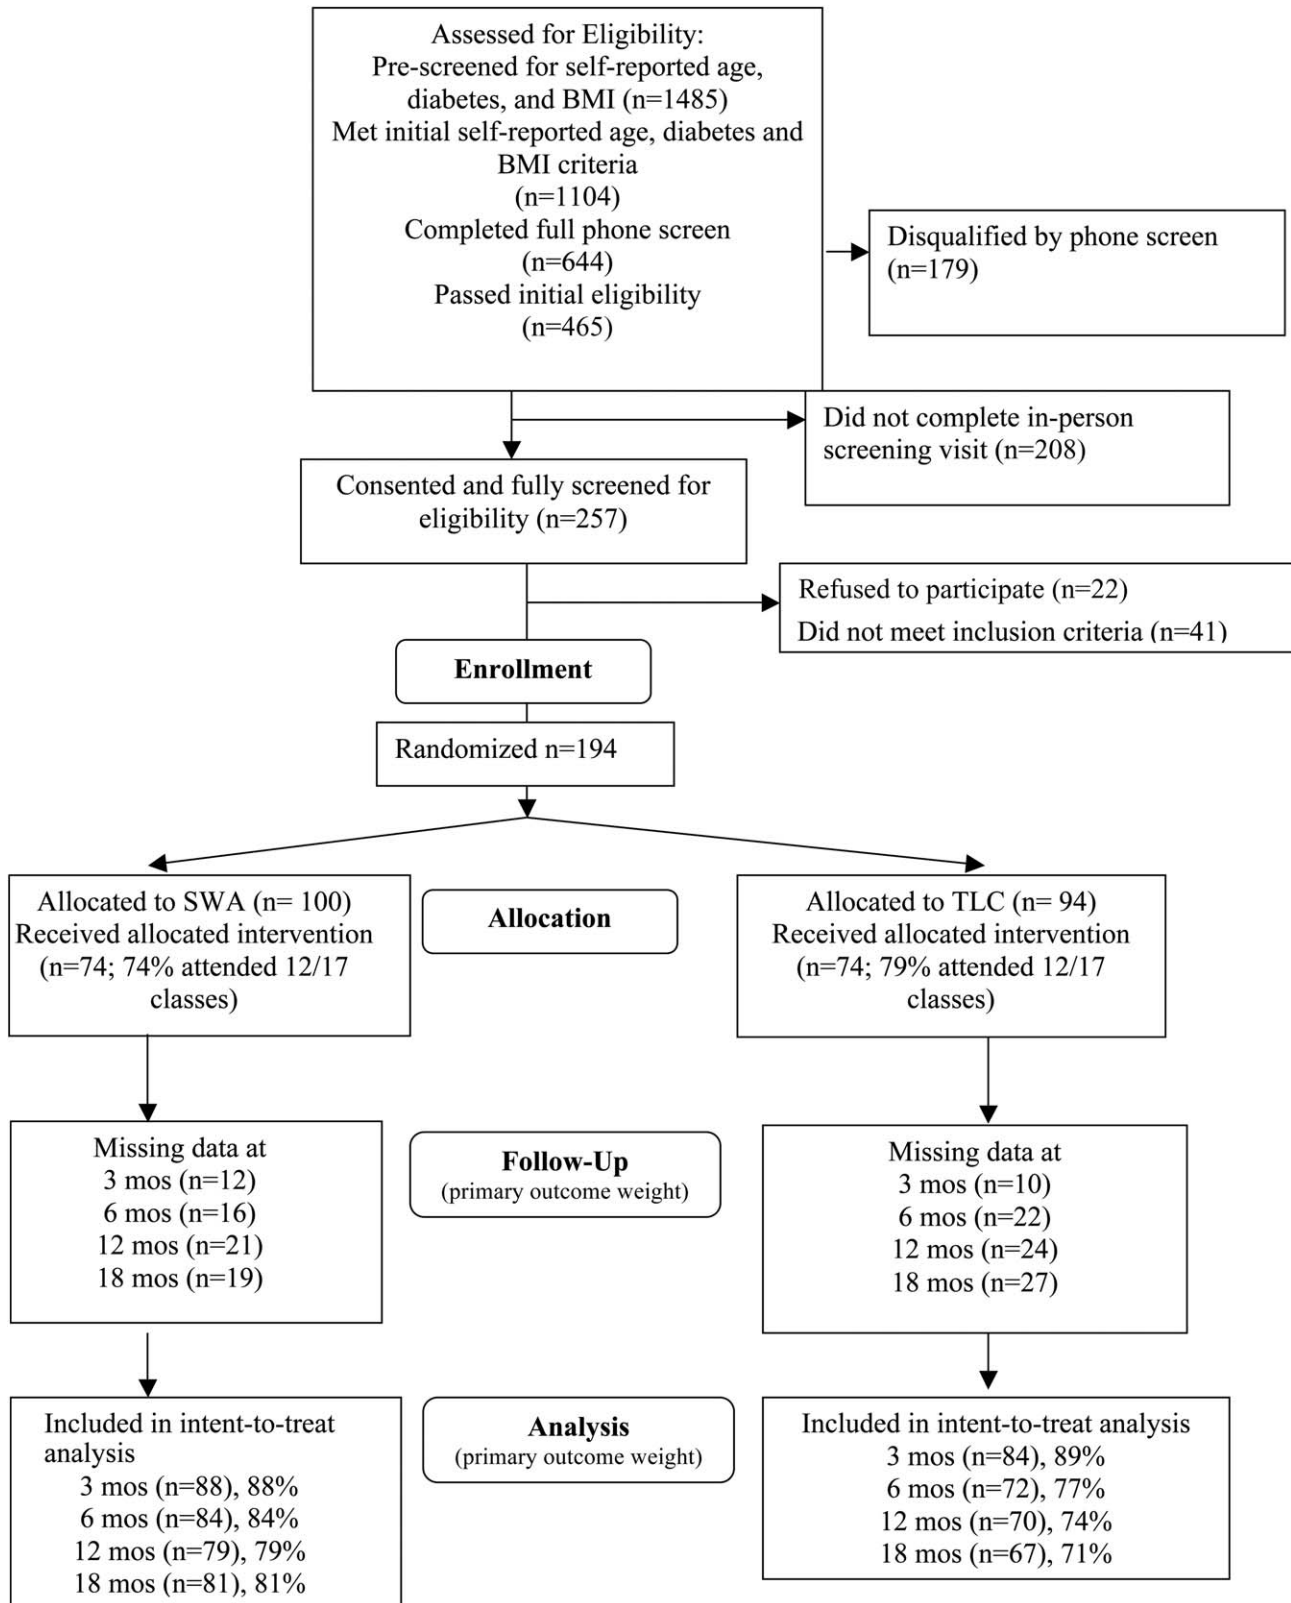 Assessed for Eligibility:
Pre-screened for self-reported age,
diabetes, and BMI (n=1485)
Met initial self-reported age, diabetes and
BMI criteria
(n=1104)
Completed full phone screen
(n=644)
Passed initial eligibility
(n=465)
Disqualified by phone screen
(n=179)
Did not complete in-person
screening visit (n=208)
Consented and fully screened for
eligibility (n=257)
Refused to participate (n=22)
Did not meet inclusion criteria (n=41)
Enrollment
Randomized n=194
Allocated to SWA (n= 100)
Received allocated intervention
(n=74; 74% attended 12/17
classes)
Allocation
Allocated to TLC (n= 94)
Received allocated intervention
(n=74; 79% attended 12/17
classes)
Missing data at
3 mos (n=12)
6 mos (n=16)
12 mos (n=21)
18 mos (n=19)
Follow-Up
(primary outcome weight)
Missing data at
3 mos (n=10)
6 mos (n=22)
12 mos (n=24)
18 mos (n=27)
Included in intent-to-treat
analysis
3 mos (n=88), 88%
6 mos (n=84), 84%
12 mos (n=79), 79%
18 mos (n=81), 81%
Analysis
(primary outcome weight)
Included in intent-to-treat analysis
3 mos (n=84), 89%
6 mos (n=72), 77%
12 mos (n=70), 74%
18 mos (n=67), 71%